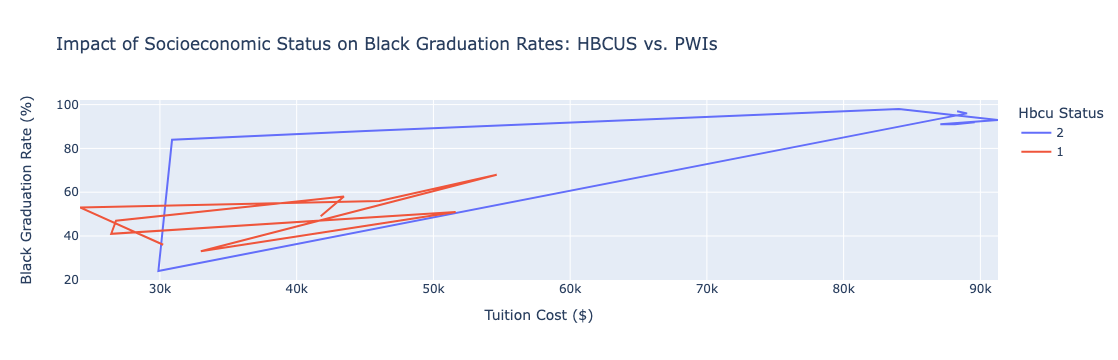 Impact of Socioeconomic Status on Black Graduation Rates: HBCUS vs. PWIs
Black Graduation Rate (%)
100
80
60
40
20
30k 40k 50k 60k 70k 80k 90k
Tuition Cost ($)
Hbcu Status
2
1